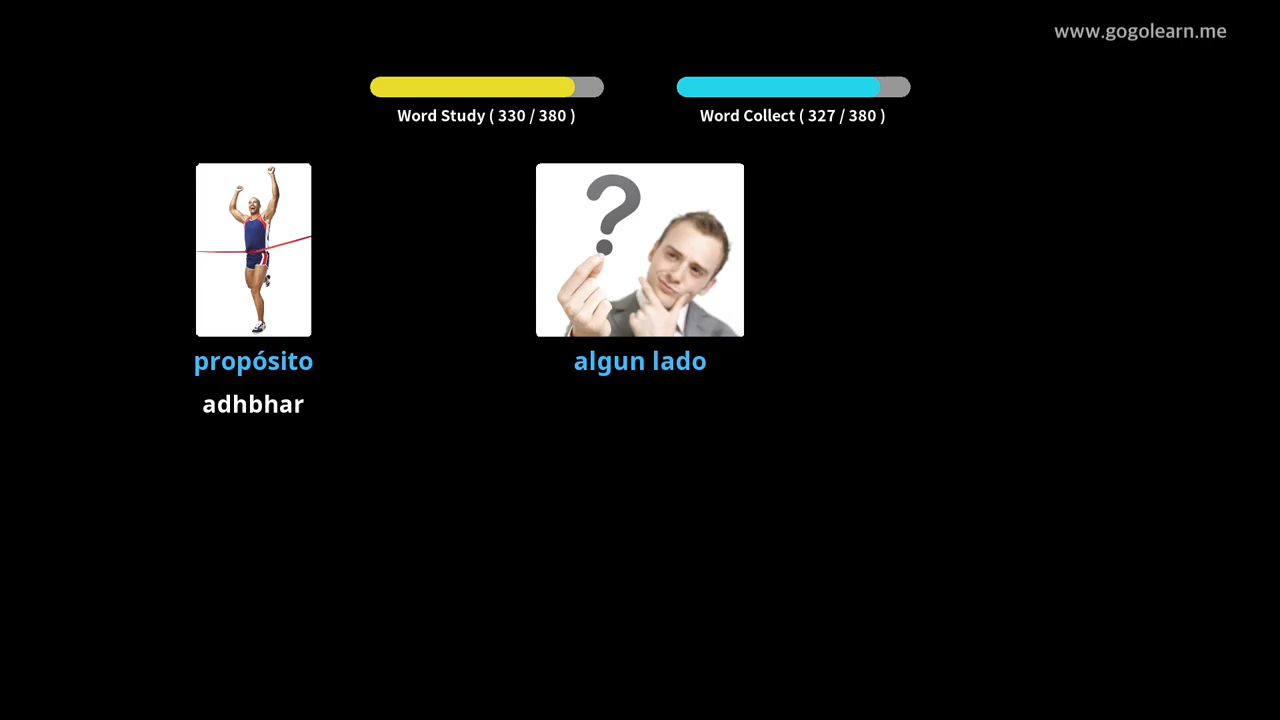 www.gogolearn.me
Word Study ( 330 / 380 )
Word Collect ( 327 / 380 )
propósito
algun lado
adhbhar